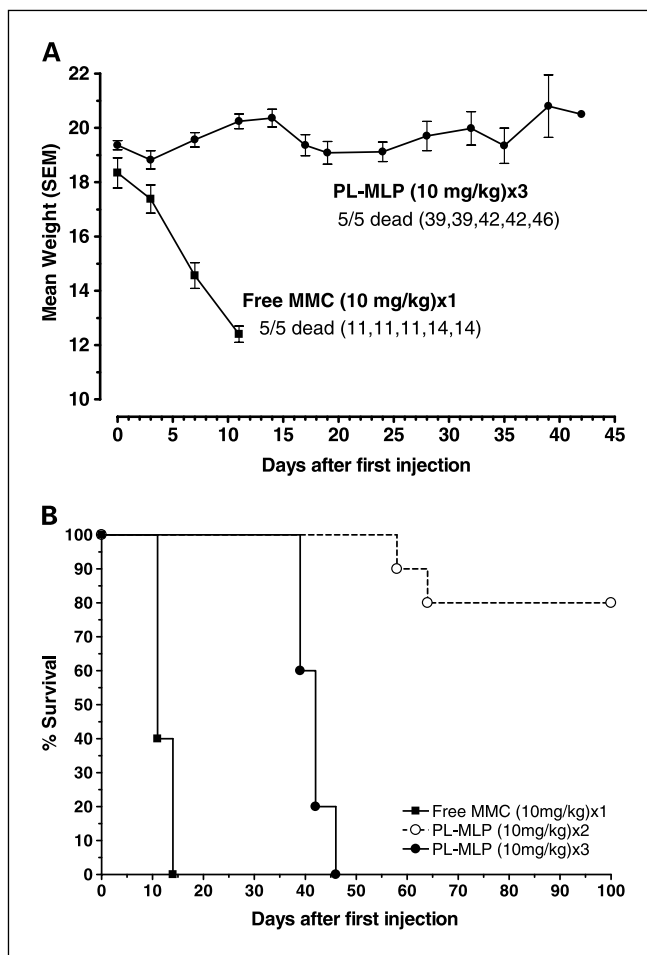 A
22
20
18
16
14
12
10
Mean Weight (SEM)
PL-MLP (10 mg/kg)x3
5/5 dead (39,39,42,42,46)
Free MMC (10 mg/kg)x1
5/5 dead (11,11,11,14,14)
0 5 10 15 20 25 30 35 40 45
Days after first injection
B
100
90
80
70
60
50
40
30
20
10
0
% Survival
Free MMC (10mg/kg)x1
PL-MLP (10mg/kg)x2
PL-MLP (10mg/kg)x3
0 10 20 30 40 50 60 70 80 90 100
Days after first injection